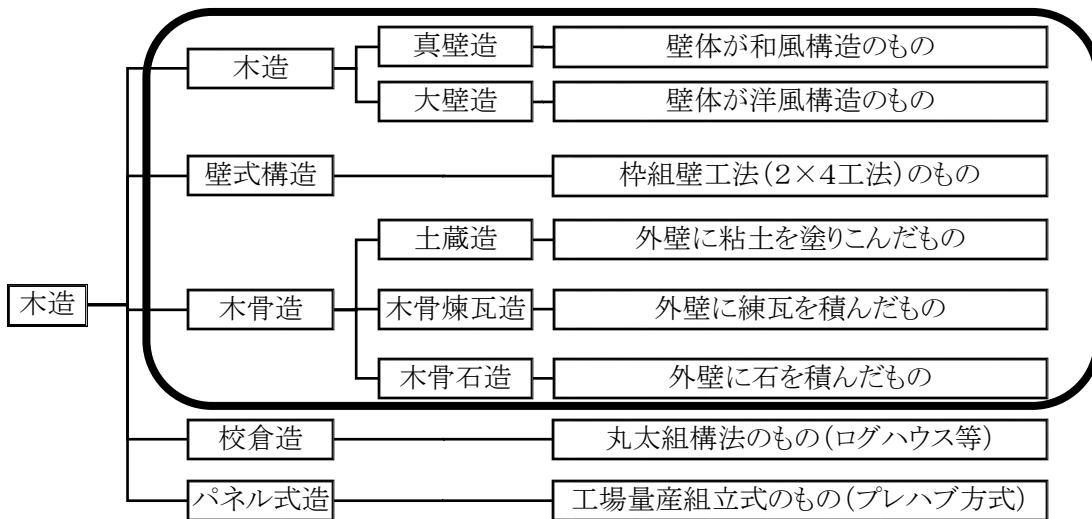 真壁造
壁体が和風構造のもの
木造
大壁造
壁体が洋風構造のもの
壁式構造
枠組壁工法(2×4工法)のもの
土蔵造
外壁に粘土を塗りこんだもの
木造
木骨造
木骨煉瓦造
外壁に練瓦を積んだもの
木骨石造
外壁に石を積んだもの
校倉造
丸太組構法のもの(ログハウス等)
パネル式造
工場量産組立式のもの(プレハブ方式)